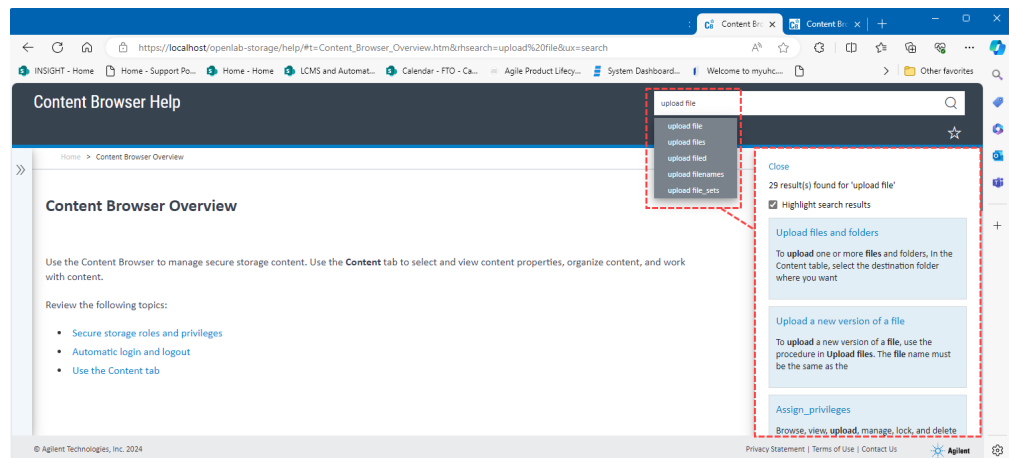 Content Bro
Content Bro
https://localhost/openlab-storage/help/#t=Content_Browser_Overview.htm&rhsearch=upload%20file&ux=search
INSIGHT - Home
Home - Support Po...
Home - Home
LCMS and Automat...
Calendar - FTO - Ca...
Agile Product Lifecy...
System Dashboard...
Welcome to myuhc....
Other favorites
Content Browser Help
upload file
upload file
upload files
upload filed
upload filenames
upload file_sets
Home > Content Browser Overview
Content Browser Overview
Use the Content Browser to manage secure storage content. Use the Content tab to select and view content properties, organize content, and work
with content.
Review the following topics:
• Secure storage roles and privileges
• Automatic login and logout
• Use the Content tab
Close
29 result(s) found for 'upload file'
Highlight search results
Upload files and folders
To upload one or more files and folders, In the
Content table, select the destination folder
where you want
Upload a new version of a file
To upload a new version of a file, use the
procedure in Upload files. The file name must
be the same as the
Assign_privileges
Browse, view, upload, manage, lock, and delete
© Agilent Technologies, Inc. 2024
Privacy Statement | Terms of Use | Contact Us
Agilent